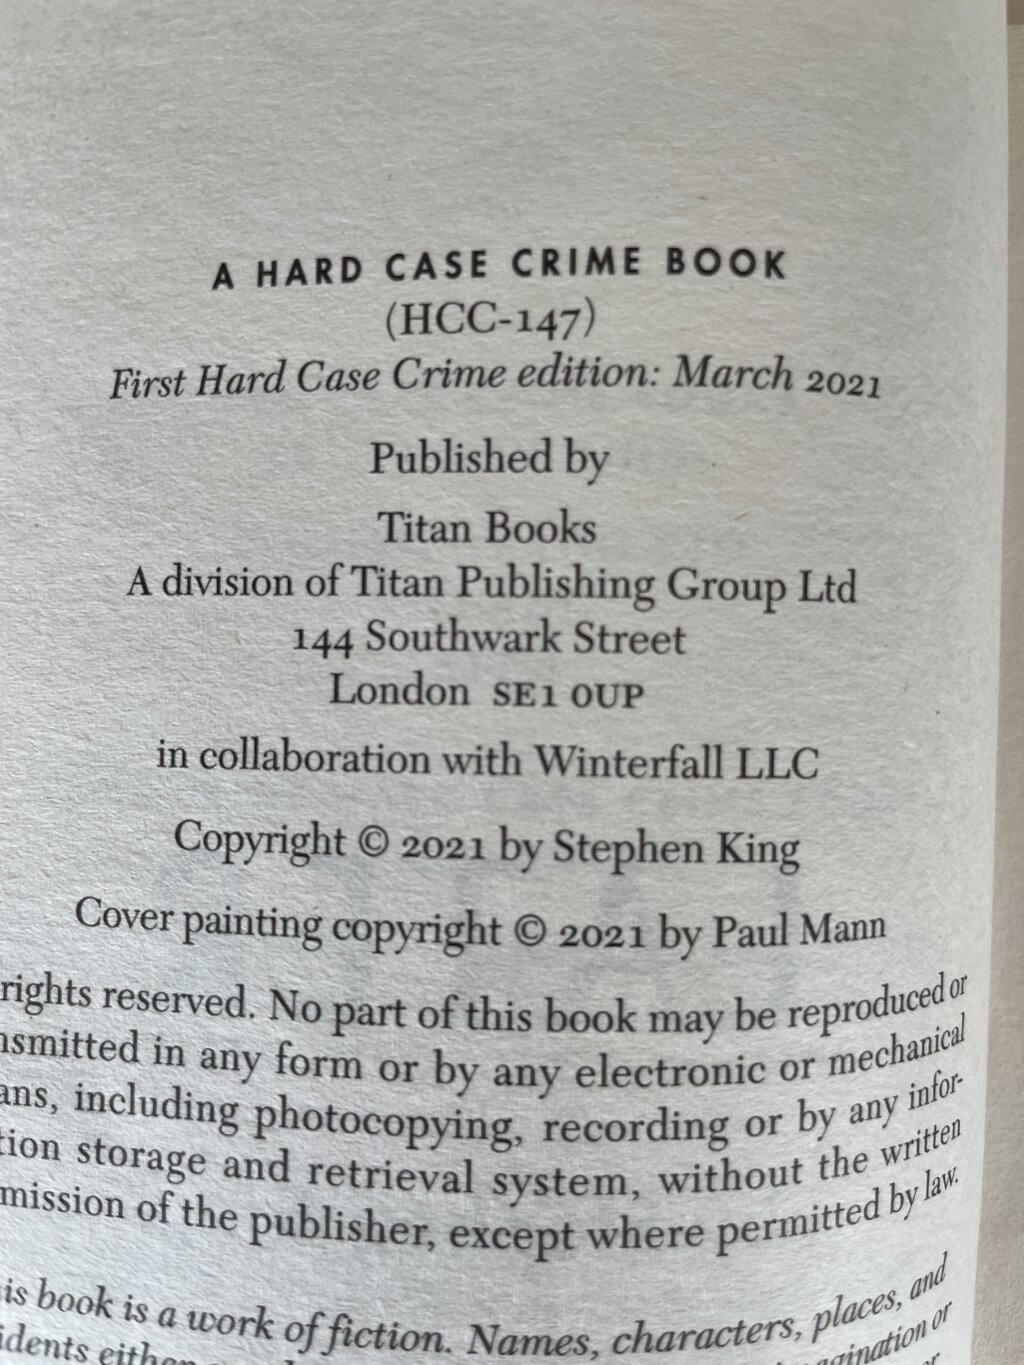 A HARD CASE CRIME BOOK
(HCC-147)
First Hard Case Crime edition: March 2021
Published by
Titan Books
A division of Titan Publishing Group Ltd
144 Southwark Street
London SE1 0UP
in collaboration with Winterfall LLC
Copyright © 2021 by Stephen King
Cover painting copyright © 2021 by Paul Mann
rights reserved. No part of this book may be reproduced or
nsmitted in any form or by any electronic or mechanical
ans, including photocopying, recording or by any infor-
tion storage and retrieval system, without the written
mission of the publisher, except where permitted by law.
is book is a work of fiction. Names, characters, places, and
idents either agination or